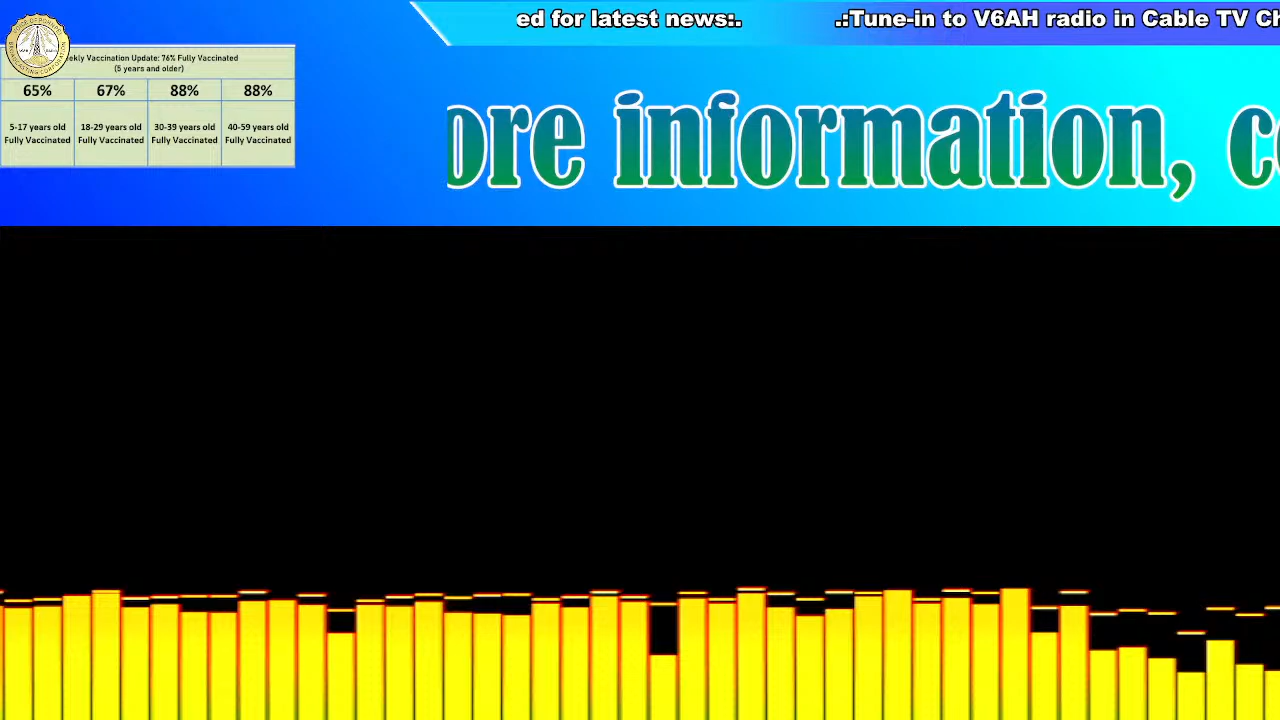 ed for latest news:. .:Tune-in to V6AH radio in Cable TV Ch
ekly Vaccination Update: 76% Fully Vaccinated
(5 years and older)
65% 67% 88% 88%
5-17 years old 18-29 years old 30-39 years old 40-59 years old
Fully Vaccinated Fully Vaccinated Fully Vaccinated Fully Vaccinated
ore information, co